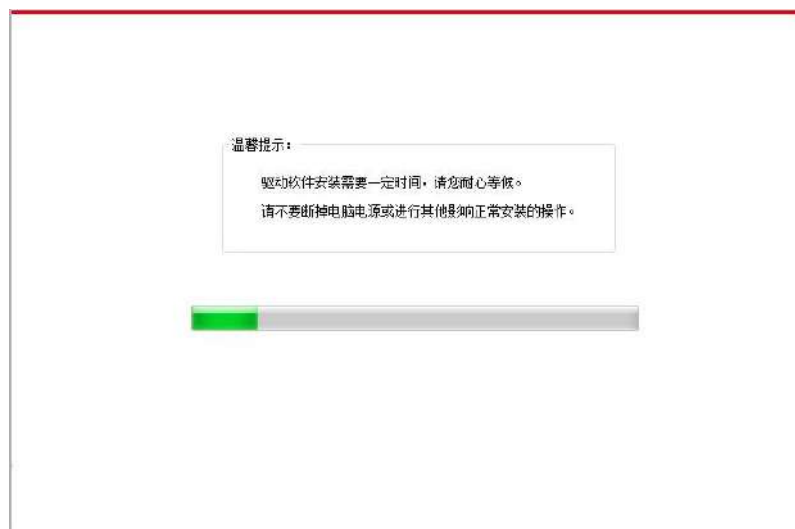 温馨提示：
驱动软件安装需要一定时间，请您耐心等候。
请不要断掉电脑电源或进行其他影响正常安装的操作。